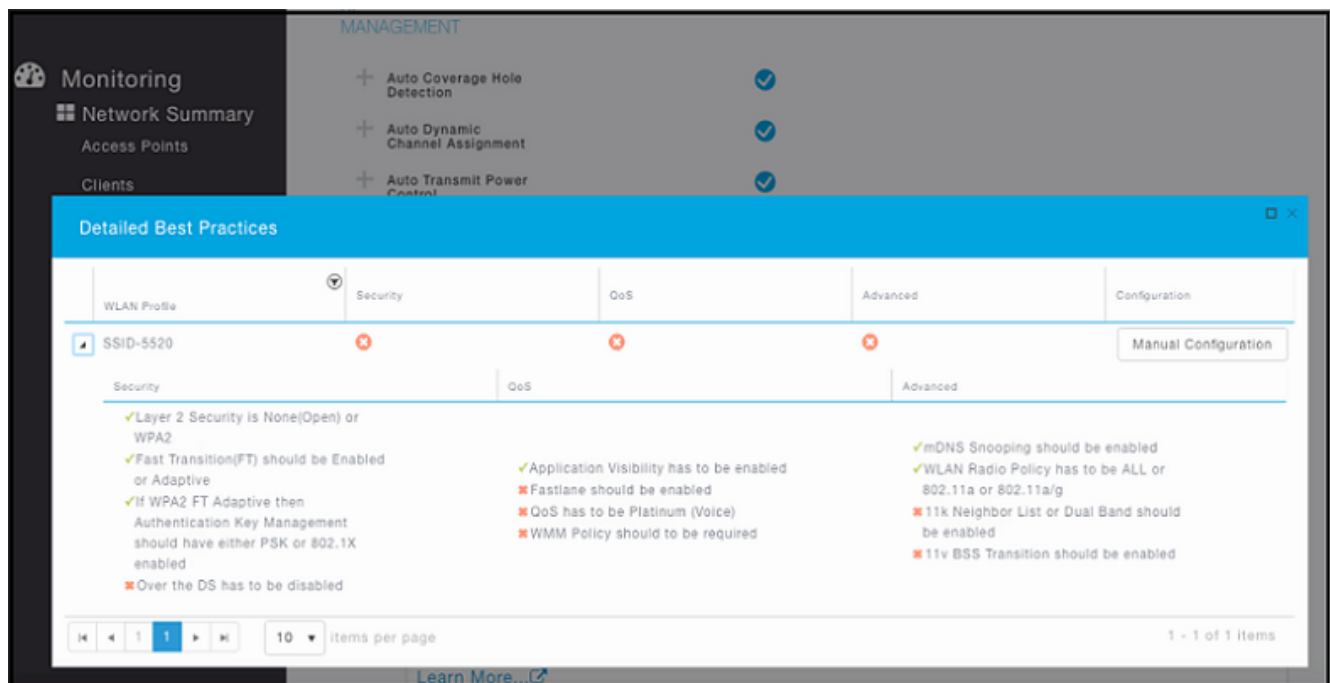 MANAGEMENT
Monitoring
Network Summary
Access Points
Clients
Auto Coverage Hole
Detection
Auto Dynamic
Channel Assignment
Auto Transmit Power
Control
Detailed Best Practices
WLAN Profile
Security
QoS
Advanced
Configuration
SSID-5520
Manual Configuration
Security
QoS
Advanced
Layer 2 Security is None(Open) or
WPA2
Fast Transition(FT) should be Enabled
or Adaptive
If WPA2 FT Adaptive then
Authentication Key Management
should have either PSK or 802.1X
enabled
Over the DS has to be disabled
Application Visibility has to be enabled
Fastlane should be enabled
QoS has to be Platinum (Voice)
WMM Policy should to be required
mDNS Snooping should be enabled
WLAN Radio Policy has to be ALL or
802.11a or 802.11a/g
11k Neighbor List or Dual Band should
be enabled
11v BSS Transition should be enabled
1 1 10 items per page
1 - 1 of 1 items
Learn More...